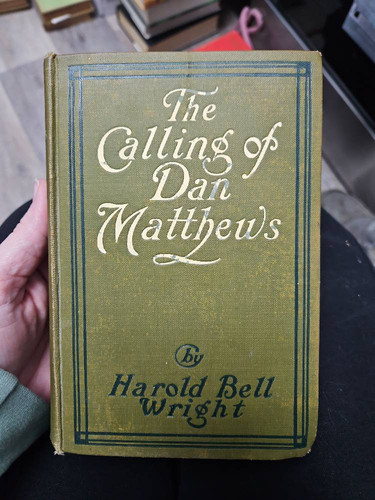 The
Calling of
Dan
Matthews
by
Harold Bell
Wright